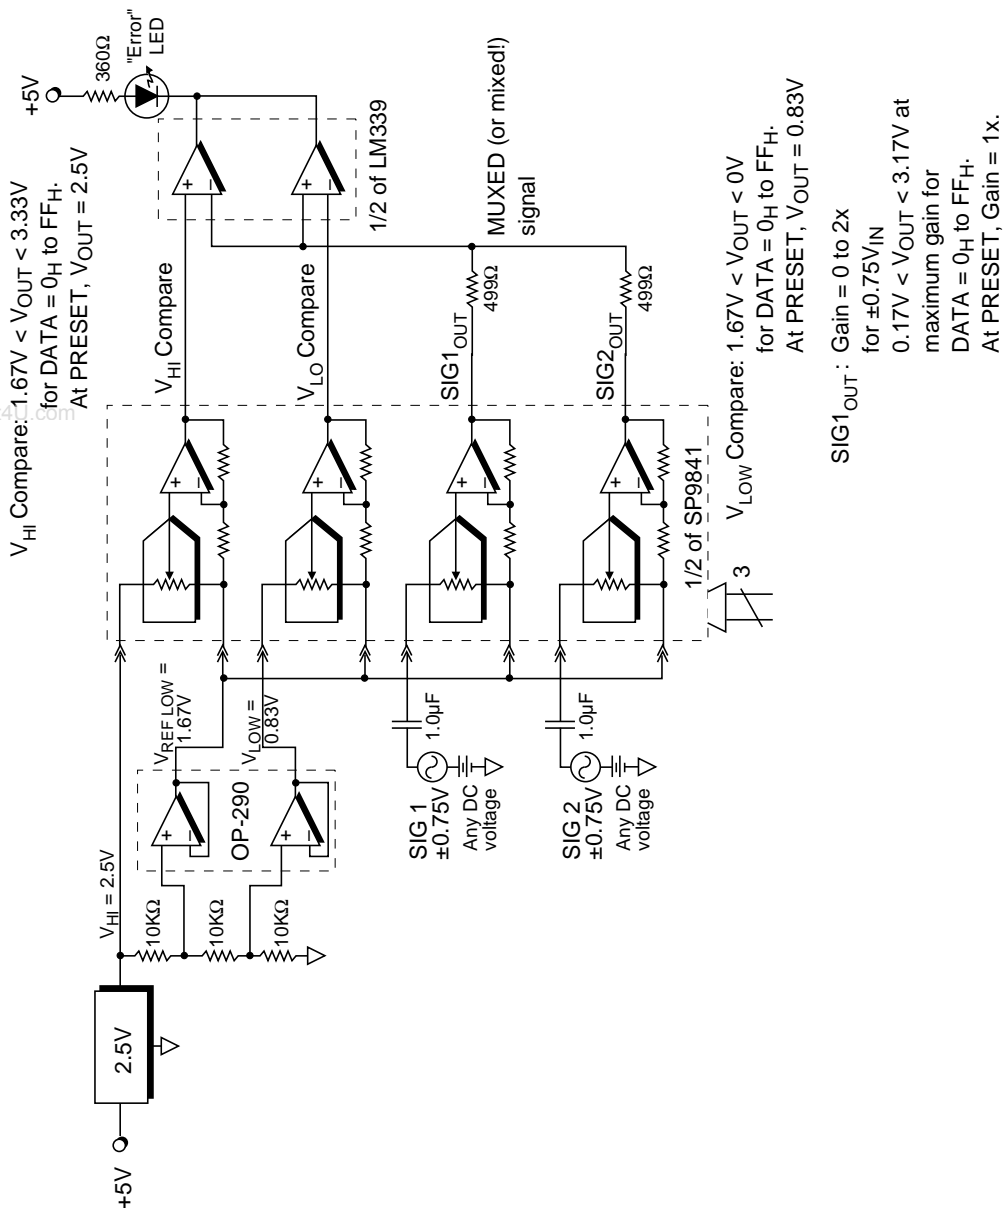 V_HI Compare: 1.67V < V_OUT < 3.33V
for DATA = 0_H to FF_H.
At PRESET, V_OUT = 2.5V
4U.com
+5V
360Ω
"Error"
LED
1/2 of LM339
+
–
+
–
MUXED (or mixed!)
signal
V_HI Compare
V_LO Compare
SIG1_OUT
499Ω
SIG2_OUT
499Ω
+
–
+
–
+
–
+
–
1/2 of SP9841
3
V_REF LOW =
1.67V
V_LOW =
0.83V
OP-290
+
–
+
–
V_HI = 2.5V
10KΩ
10KΩ
10KΩ
2.5V
+5V
1.0µF
SIG 1
±0.75V
Any DC
voltage
1.0µF
SIG 2
±0.75V
Any DC
voltage
V_LOW Compare: 1.67V < V_OUT < 0V
for DATA = 0_H to FF_H.
At PRESET, V_OUT = 0.83V
SIG1_OUT : Gain = 0 to 2x
for ±0.75V_IN
0.17V < V_OUT < 3.17V at
maximum gain for
DATA = 0_H to FF_H.
At PRESET, Gain = 1x.